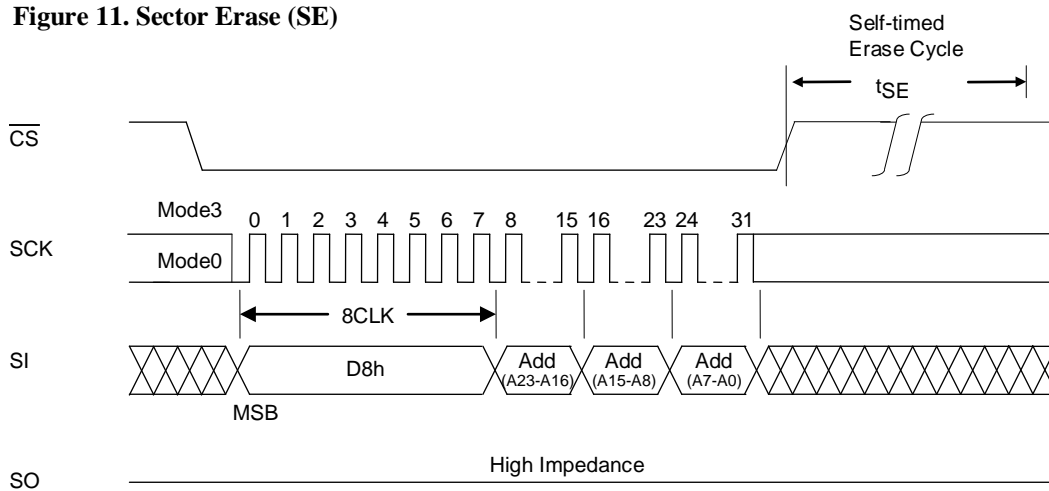 Figure 11. Sector Erase (SE)
Self-timed
Erase Cycle
tSE
CS
Mode3
0 1 2 3 4 5 6 7 8 15 16 23 24 31
SCK
Mode0
8CLK
SI
D8h
Add
(A23-A16)
Add
(A15-A8)
Add
(A7-A0)
MSB
High Impedance
SO